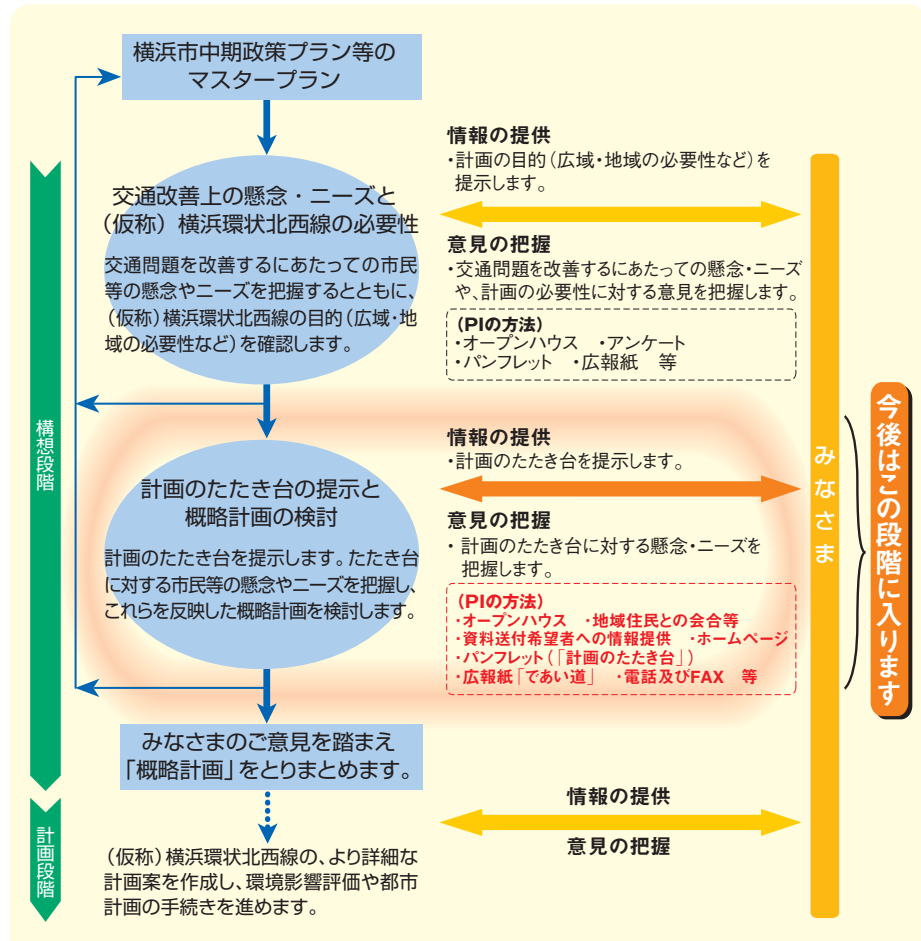 横浜市中期政策プラン等の
マスタープラン
構想段階
交通改善上の懸念・ニーズと
（仮称）横浜環状北西線の必要性
交通問題を改善するにあたっての市民
等の懸念やニーズを把握するとともに、
（仮称）横浜環状北西線の目的（広域・地
域の必要性など）を確認します。
情報の提供
・計画の目的（広域・地域の必要性など）を
提示します。
意見の把握
・交通問題を改善するにあたっての懸念・ニーズ
や、計画の必要性に対する意見を把握します。
（PIの方法）
・オープンハウス ・アンケート
・パンフレット ・広報紙 等
みなさま
今後はこの段階に入ります
計画のたたき台の提示と
概略計画の検討
計画のたたき台を提示します。たたき台
に対する市民等の懸念やニーズを把握し、
これらを反映した概略計画を検討します。
情報の提供
・計画のたたき台を提示します。
意見の把握
・計画のたたき台に対する懸念・ニーズを
把握します。
（PIの方法）
・オープンハウス ・地域住民との会合等
・資料送付希望者への情報提供 ・ホームページ
・パンフレット（「計画のたたき台」）
・広報紙「であい道」 ・電話及びFAX 等
みなさまのご意見を踏まえ
「概略計画」をとりまとめます。
計画段階
（仮称）横浜環状北西線の、より詳細な
計画案を作成し、環境影響評価や都市
計画の手続きを進めます。
情報の提供
意見の把握